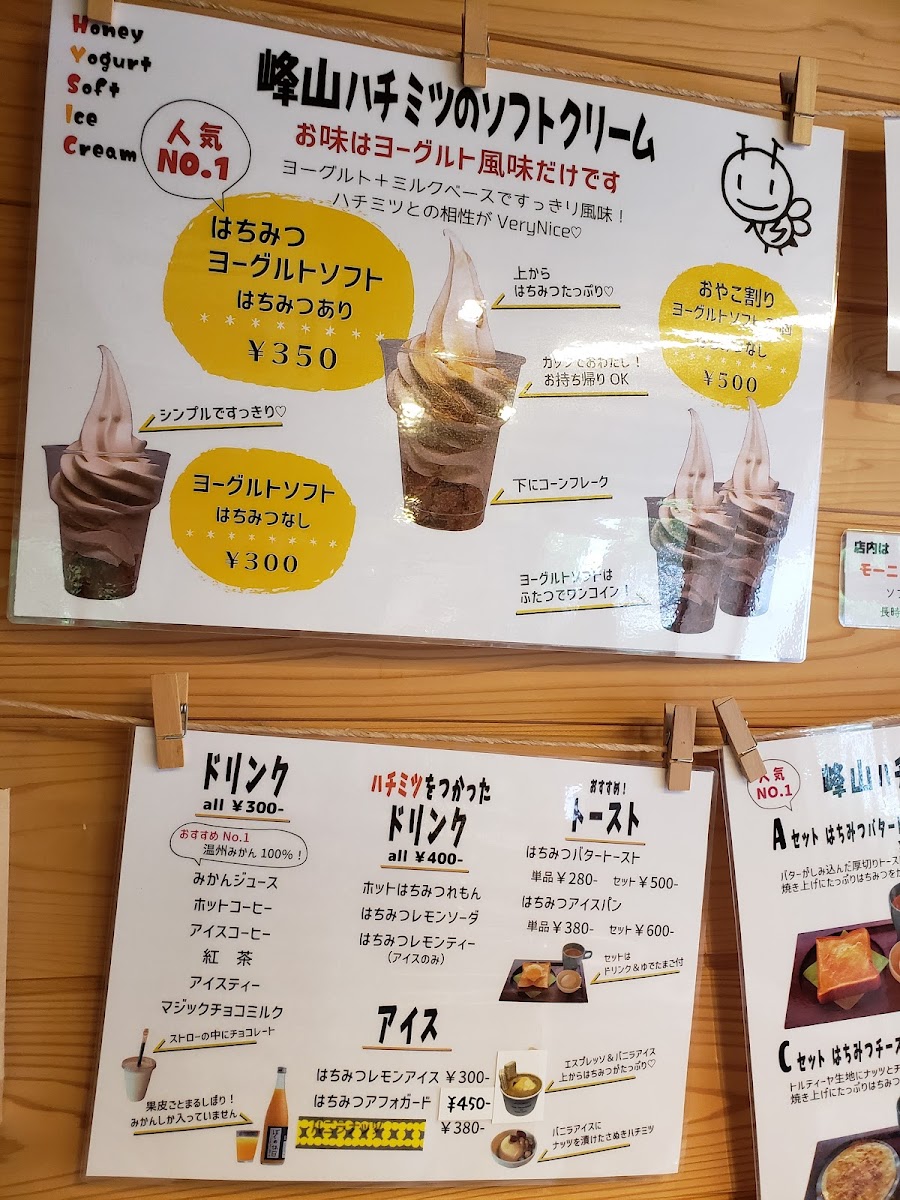 Honey
Yogurt
Soft
Ice
Cream
人気
NO.1
峰山ハチミツのソフトクリーム
お味はヨーグルト風味だけです
ヨーグルト+ミルクベースですっきり風味!
ハチミツとの相性が VeryNice♡
はちみつ
ヨーグルトソフト
はちみつあり
¥350
上から
はちみつたっぷり♡
カップでおわたし!
お持ち帰り OK
下にコーンフレーク
おやこ割り
ヨーグルトソフト
なし
¥500
シンプルですっきり♡
ヨーグルトソフト
はちみつなし
¥300
ヨーグルトソフトは
ふたつでワンコイン!
店内は
モーニ
ソフ
長時
ドリンク
all ¥300-
おすすめ No.1
温州みかん 100%!
みかんジュース
ホットコーヒー
アイスコーヒー
紅 茶
アイスティー
マジックチョコミルク
ストローの中にチョコレート
果皮ごとまるしぼり!
みかんしか入っていません
ハチミツをつかった
ドリンク
all ¥400-
ホットはちみつれもん
はちみつレモンソーダ
はちみつレモンティー
(アイスのみ)
おすすめ!
トースト
はちみつバタートースト
単品¥280- セット¥500-
はちみつアイスパン
単品¥380- セット¥600-
セットは
ドリンク&ゆでたまご付
アイス
はちみつレモンアイス ¥300-
はちみつアフォガード ¥450-
¥380-
エスプレッソ&バニラアイス
上からはちみつがたっぷり♡
バニラアイスに
ナッツを漬けたさぬきハチミツ
人気
NO.1
峰山ハ
Aセット はちみつバタート
バターがしみ込んだ厚切りトース
焼き上げにたっぷりはちみつをか
Cセット はちみつチース
トルティーヤ生地にナッツとチ
焼き上げにたっぷりはちみつ